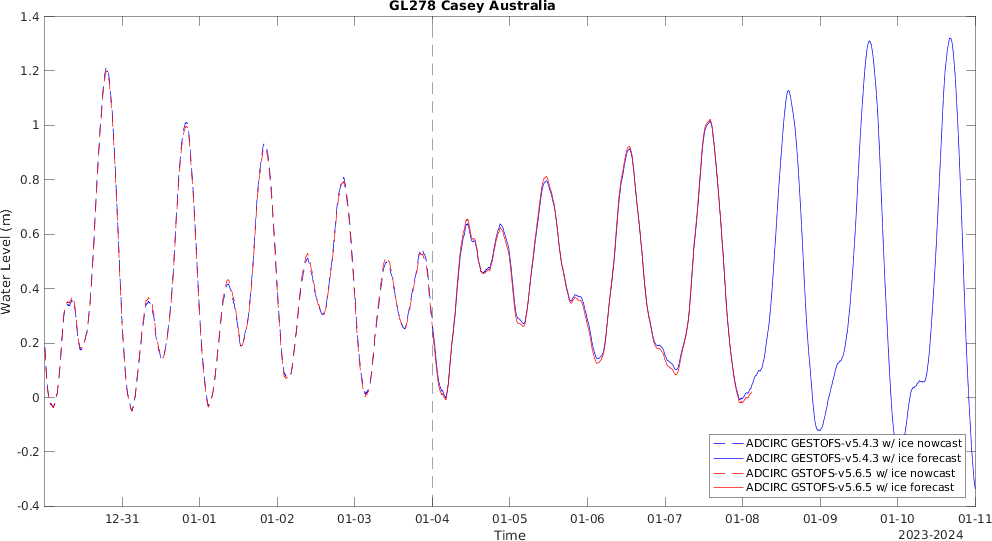 GL278 Casey Australia
Water Level (m)
1.4
1.2
1
0.8
0.6
0.4
0.2
0
-0.2
-0.4
ADCIRC GESTOFS-v5.4.3 w/ ice nowcast
ADCIRC GESTOFS-v5.4.3 w/ ice forecast
ADCIRC GSTOFS-v5.6.5 w/ ice nowcast
ADCIRC GSTOFS-v5.6.5 w/ ice forecast
12-31 01-01 01-02 01-03 01-04 01-05 01-06 01-07 01-08 01-09 01-10 01-11
Time
2023-2024